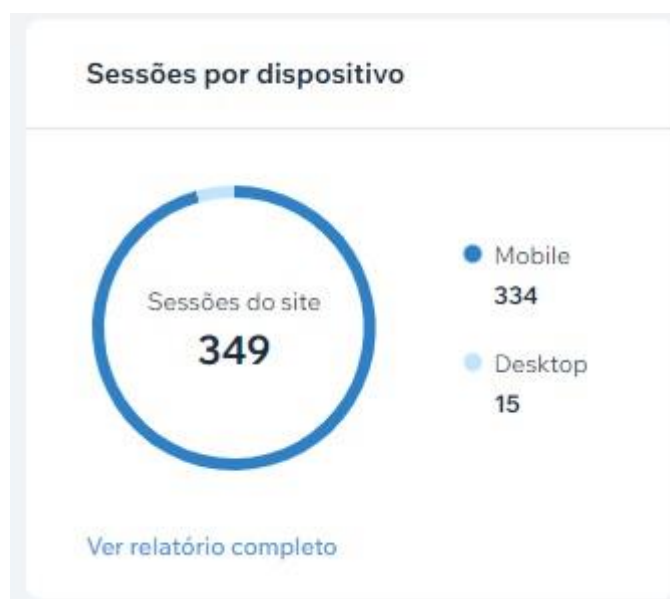 Sessões por dispositivo
Sessões do site
349
Mobile
334
Desktop
15
Ver relatório completo